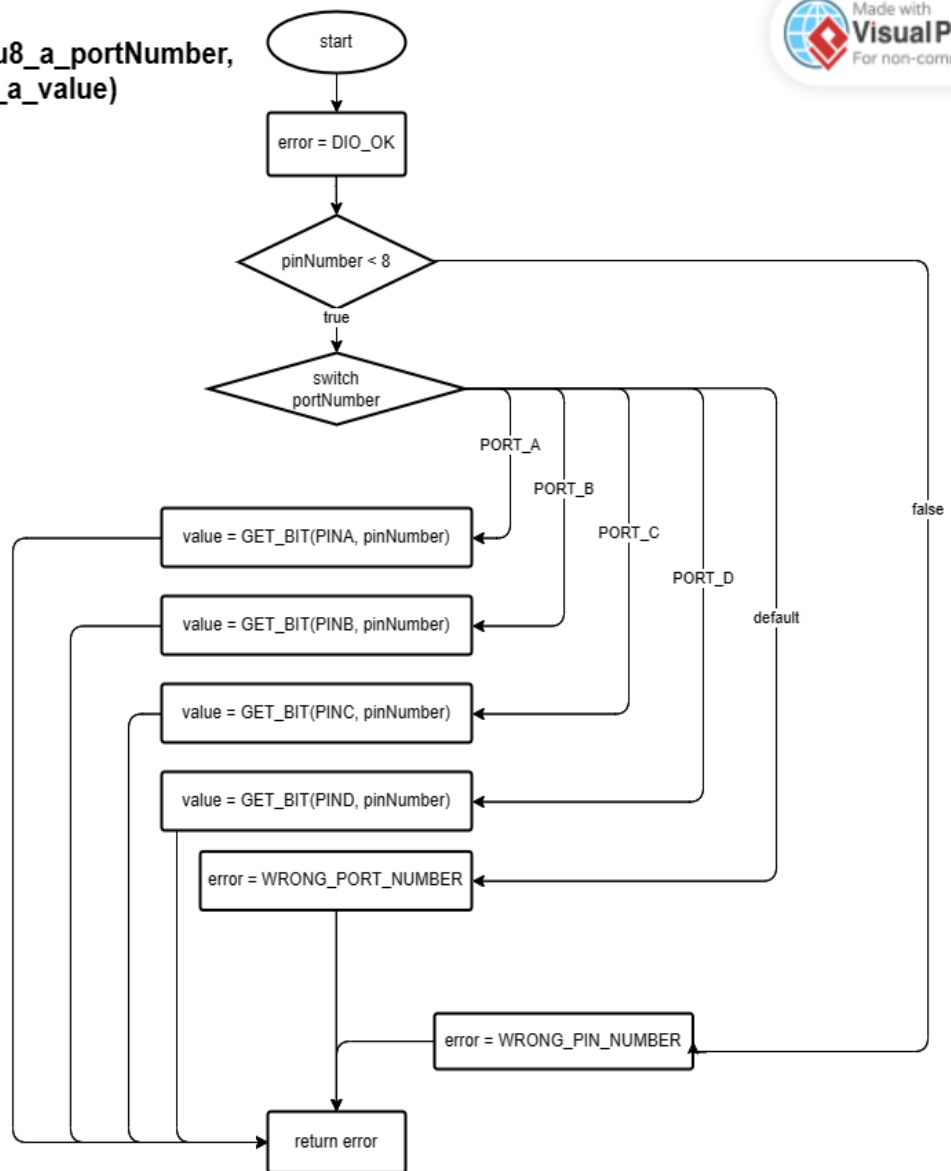 u8_a_portNumber,
_a_value)
Made with
Visual P
For non-com
start
error = DIO_OK
pinNumber < 8
true
switch
portNumber
PORT_A
PORT_B
PORT_C
PORT_D
default
false
value = GET_BIT(PINA, pinNumber)
value = GET_BIT(PINB, pinNumber)
value = GET_BIT(PINC, pinNumber)
value = GET_BIT(PIND, pinNumber)
error = WRONG_PORT_NUMBER
error = WRONG_PIN_NUMBER
return error